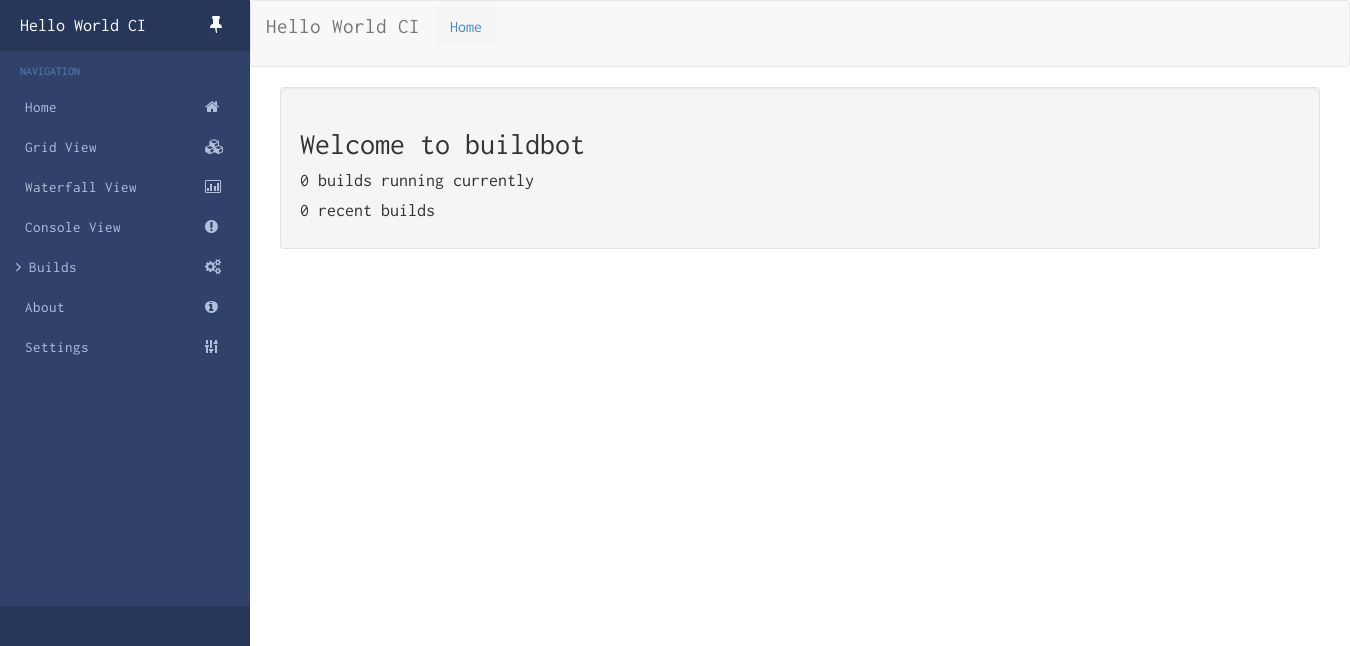 Hello World CI
NAVIGATION
Home
Grid View
Waterfall View
Console View
Builds
About
Settings
Hello World CI Home
Welcome to buildbot
0 builds running currently
0 recent builds